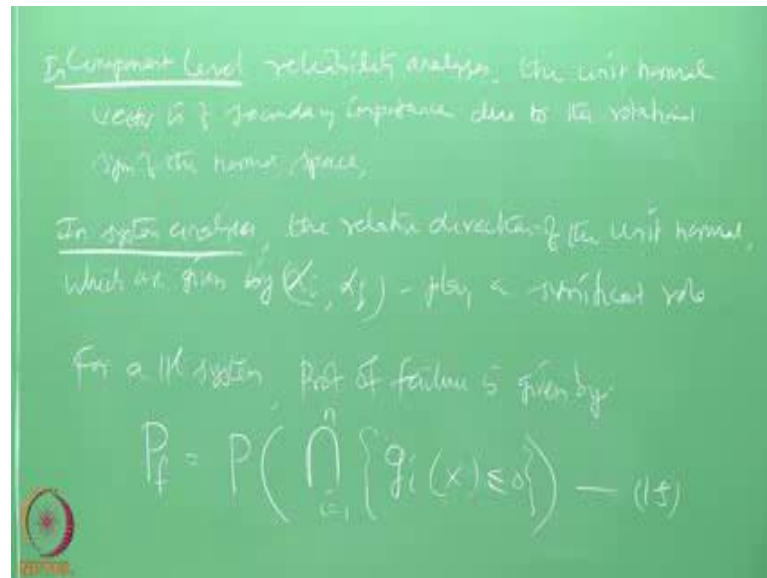 In Component level reliability analysis, the unit normal
vector is of secondary importance due to the rotational
sym of the normal space,
In system analysis, the relative direction of the unit normal,
which are given by (αi, αj) - play a significant role
For a ||l system Prob of failure is given by
P_f = P( ⋂_{i=1}^{n} { gi(x) ≤ 0 } ) — (15)